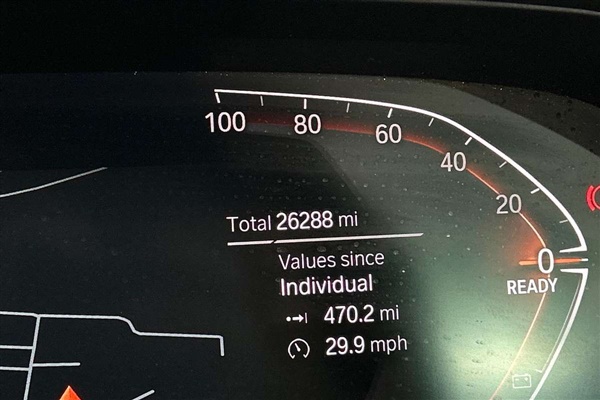 100 80 60 40 20 0
READY
Total 26288 mi
Values since
Individual
470.2 mi
29.9 mph